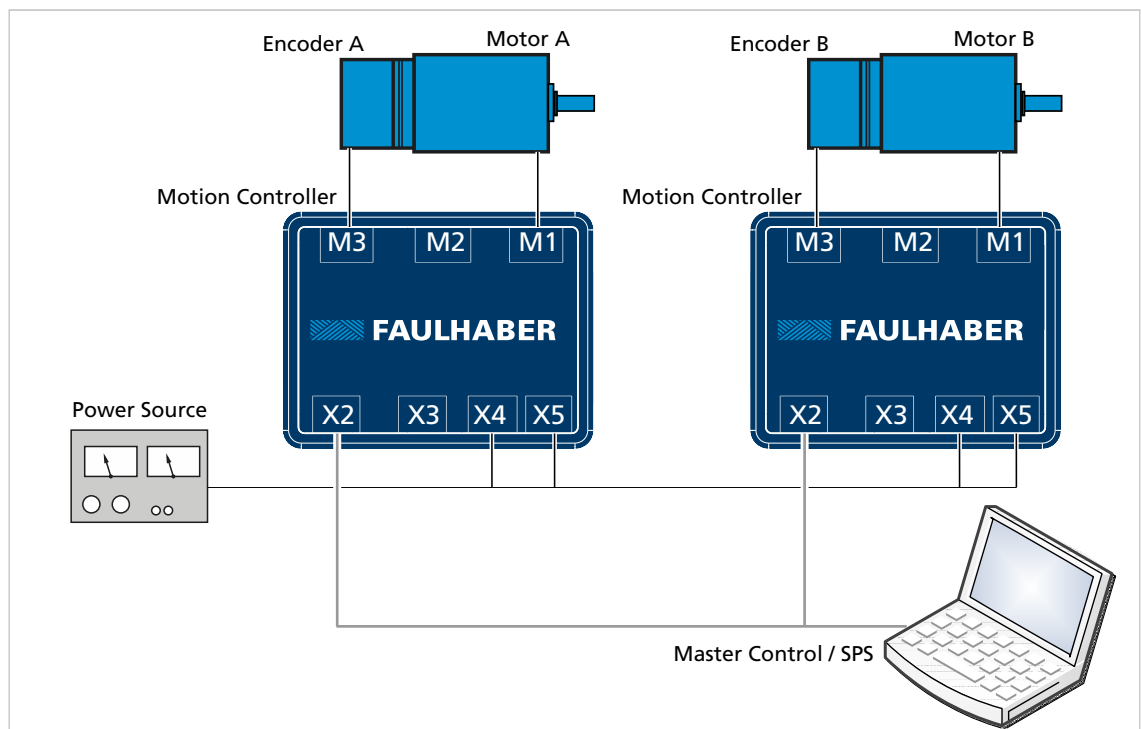 Encoder A
Motor A
Encoder B
Motor B
Motion Controller
Motion Controller
M3
M2
M1
M3
M2
M1
FAULHABER
FAULHABER
X2
X3
X4
X5
X2
X3
X4
X5
Power Source
Master Control / SPS